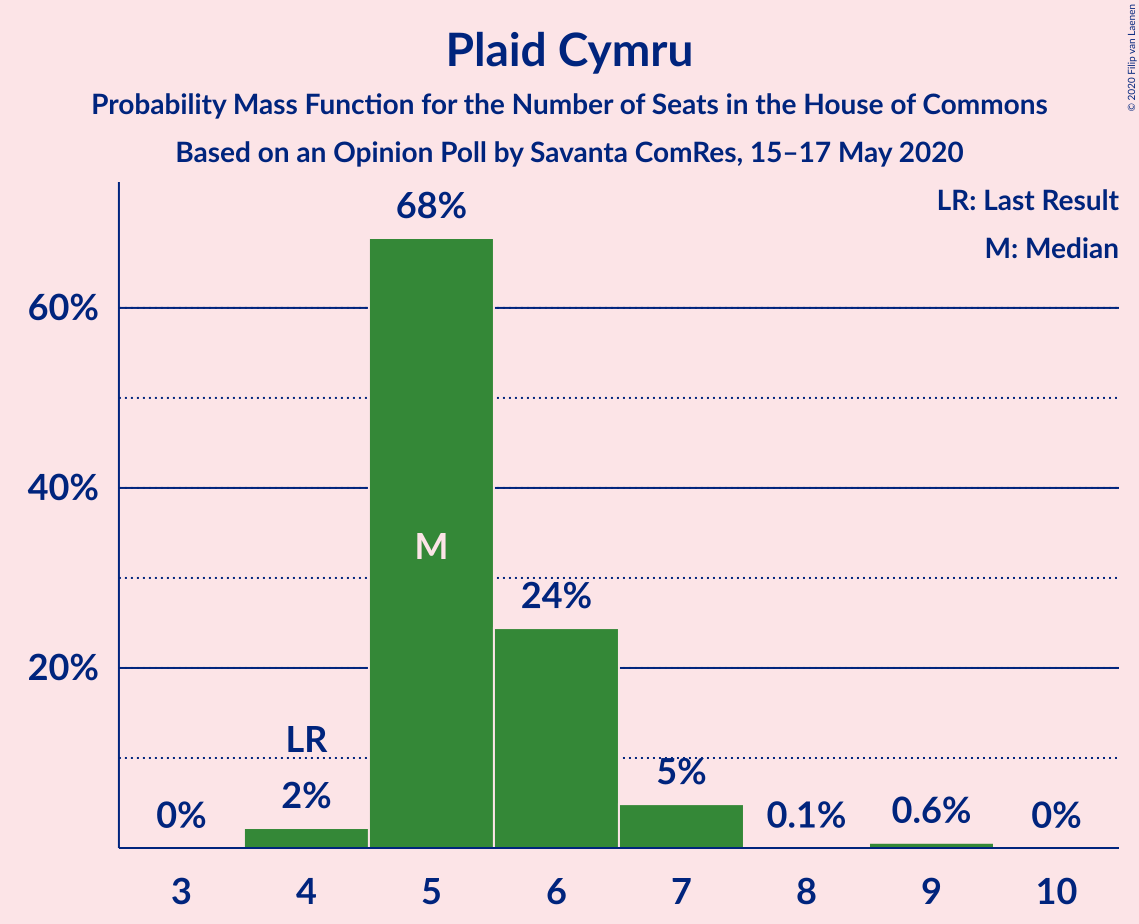 Plaid Cymru
Probability Mass Function for the Number of Seats in the House of Commons
Based on an Opinion Poll by Savanta ComRes, 15–17 May 2020
© 2020 Filip van Laenen
LR: Last Result
M: Median
68%
60%
40%
M
24%
20%
LR
5%
2%
0%
0.1%
0.6%
0%
3 4 5 6 7 8 9 10